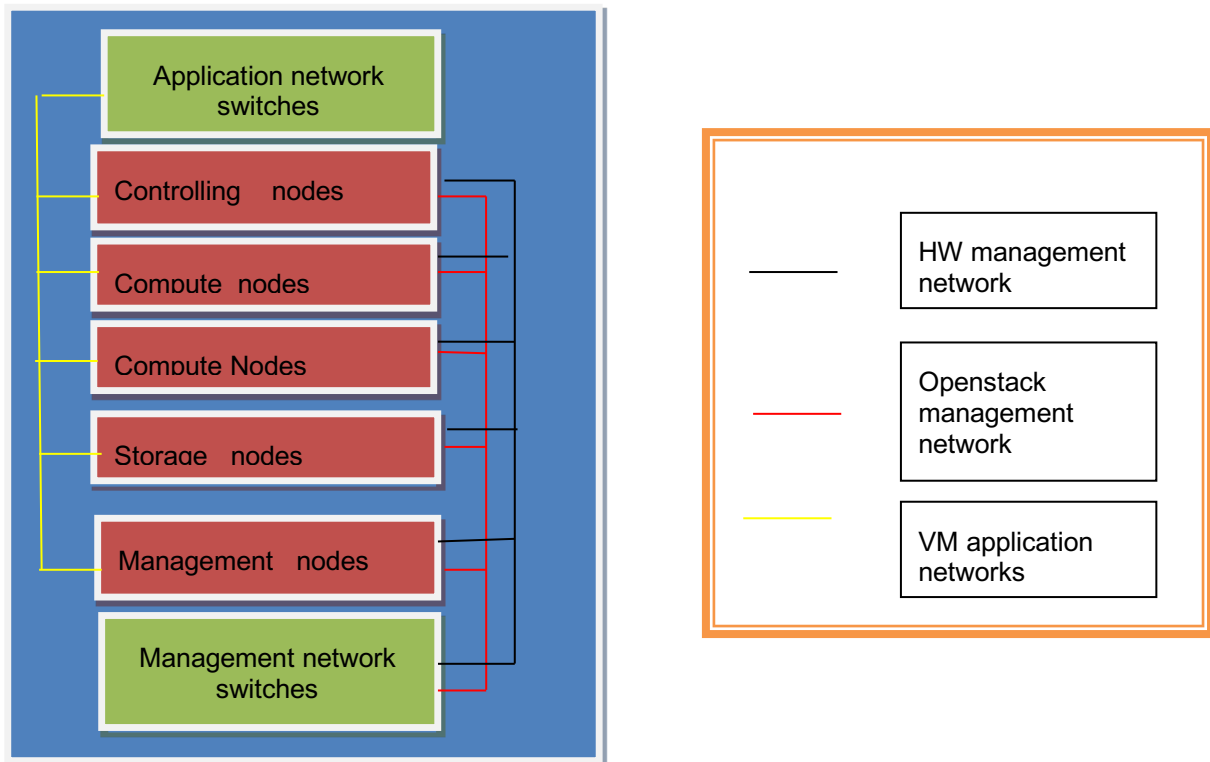 Application network
switches
Controlling nodes
Compute nodes
Compute Nodes
Storage nodes
Management nodes
Management network
switches
HW management
network
Openstack
management
network
VM application
networks